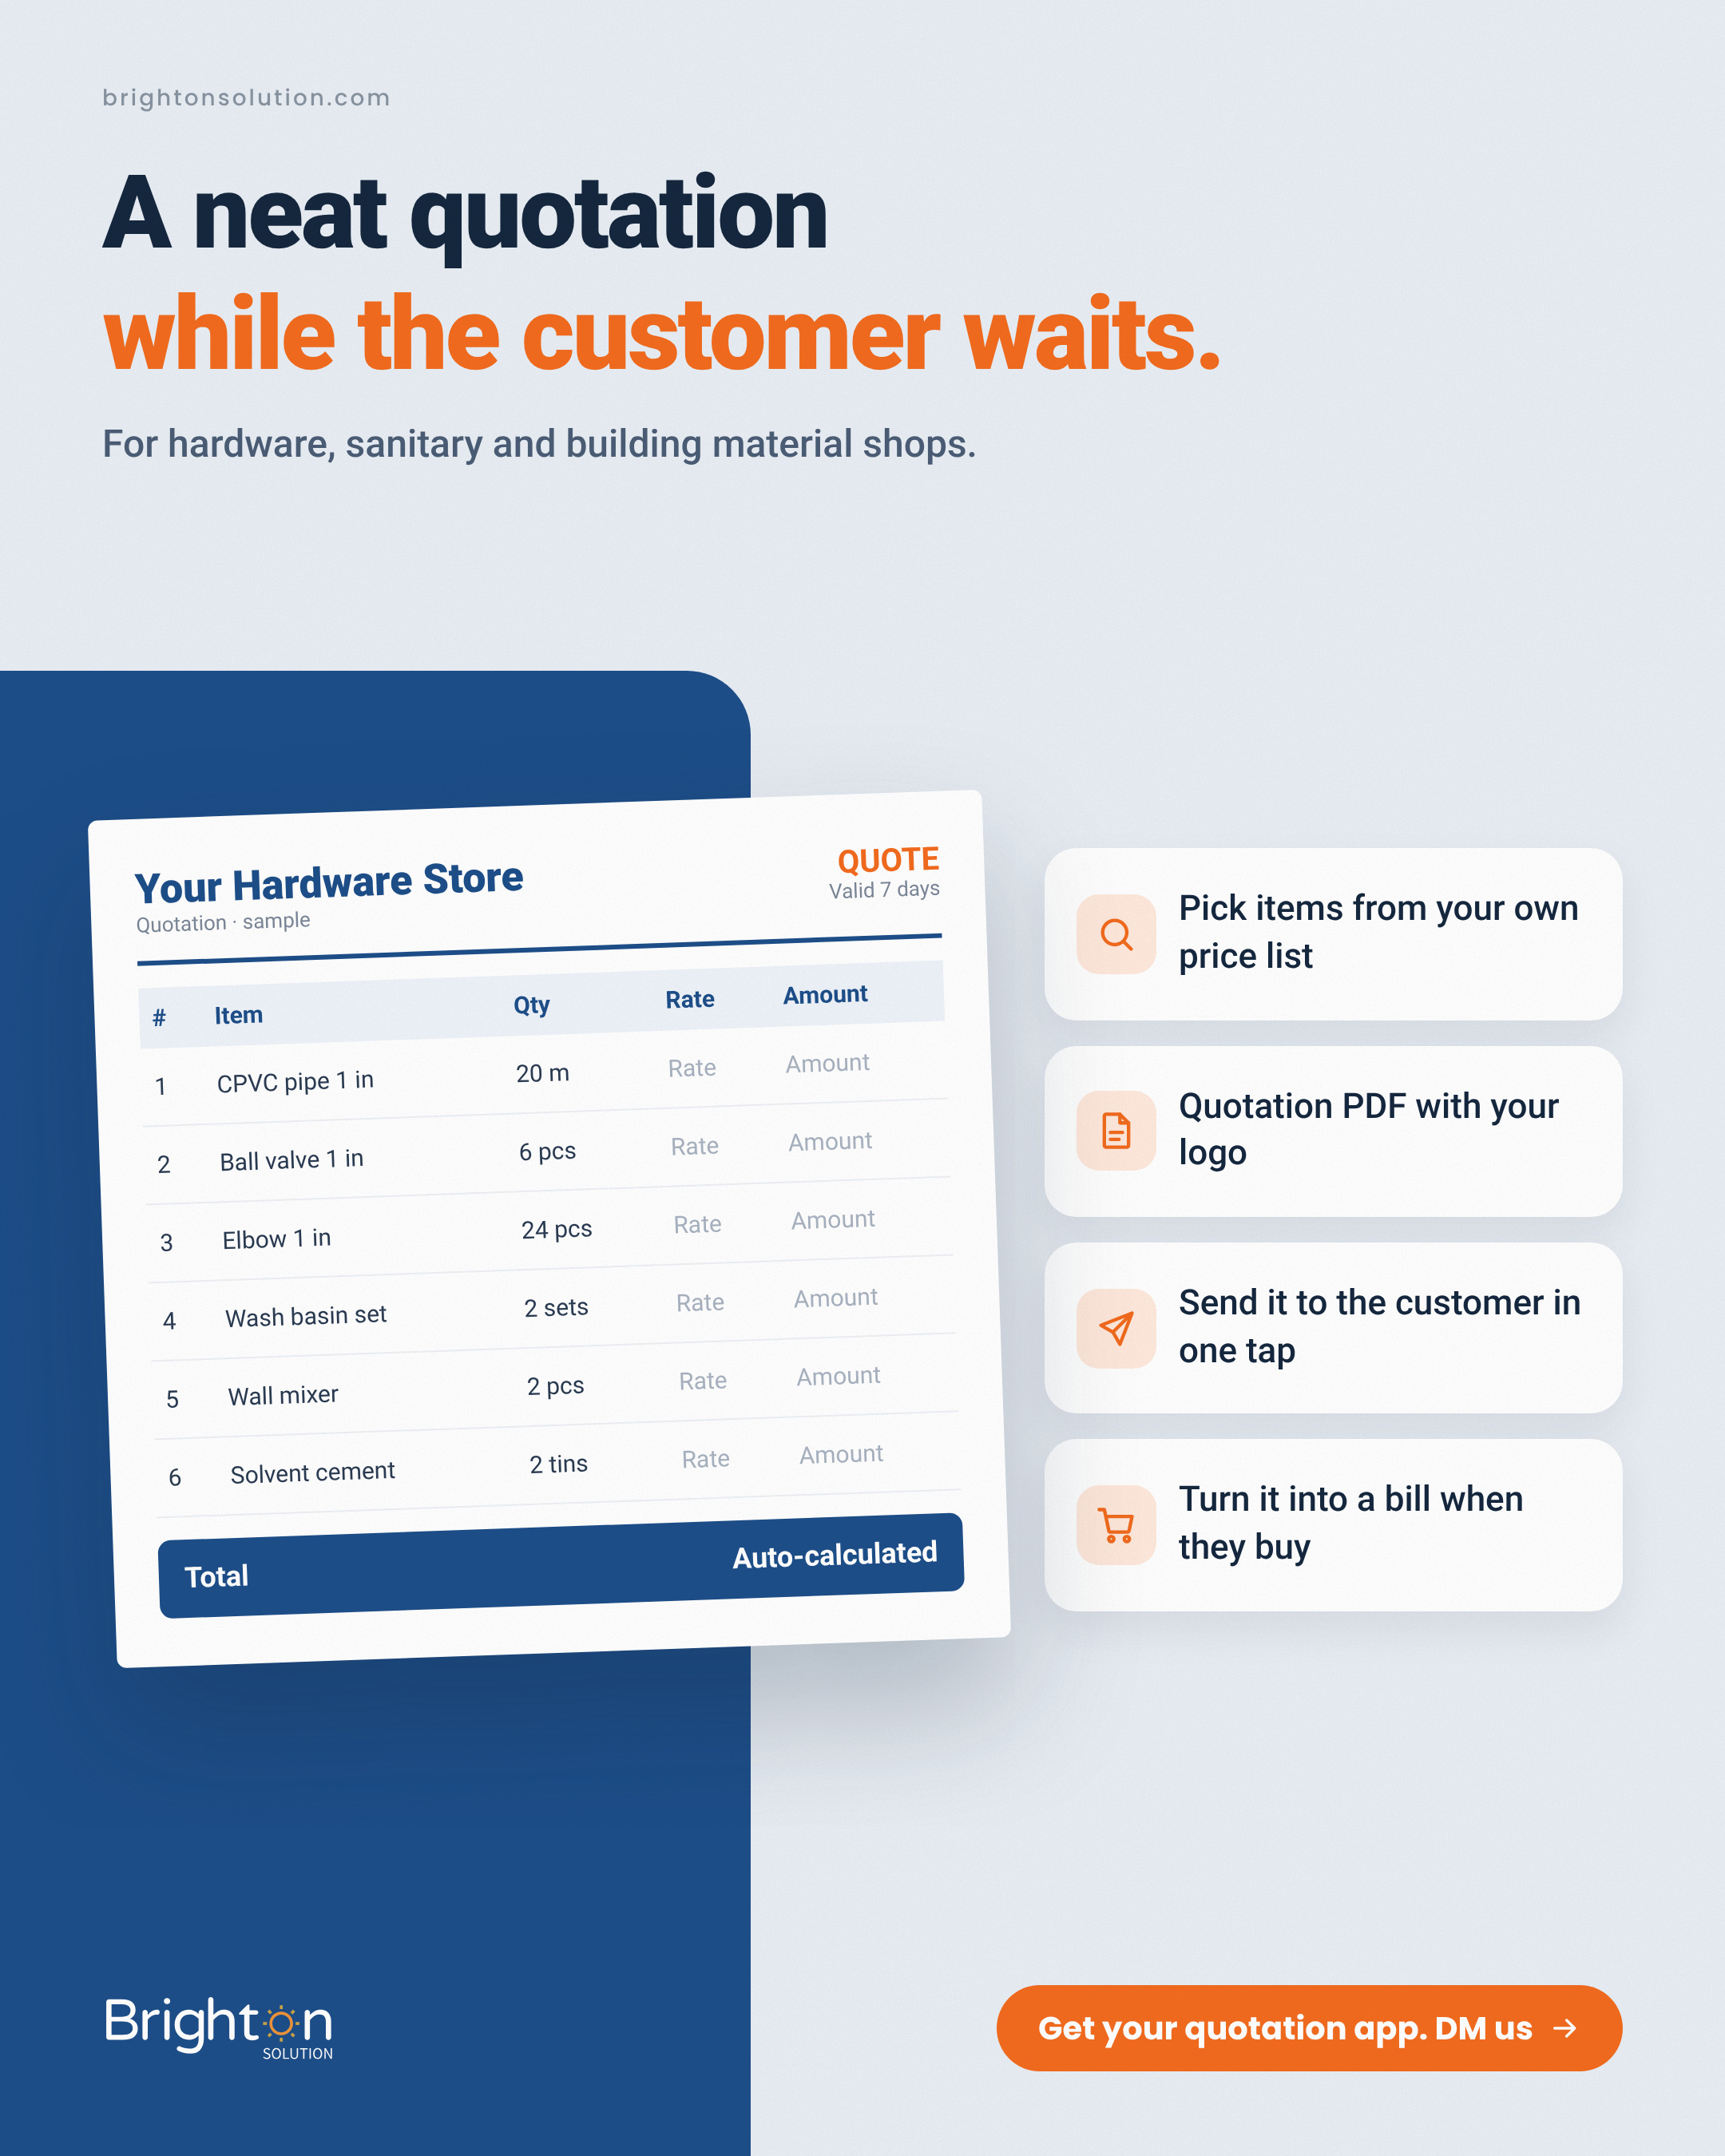 brightonsolution.com
A neat quotation
while the customer waits.
For hardware, sanitary and building material shops.
Your Hardware Store
Quotation · sample
QUOTE
Valid 7 days
# Item Qty Rate Amount
1 CPVC pipe 1 in 20 m Rate Amount
2 Ball valve 1 in 6 pcs Rate Amount
3 Elbow 1 in 24 pcs Rate Amount
4 Wash basin set 2 sets Rate Amount
5 Wall mixer 2 pcs Rate Amount
6 Solvent cement 2 tins Rate Amount
Total Auto-calculated
Pick items from your own
price list
Quotation PDF with your
logo
Send it to the customer in
one tap
Turn it into a bill when
they buy
Brighton
SOLUTION
Get your quotation app. DM us →